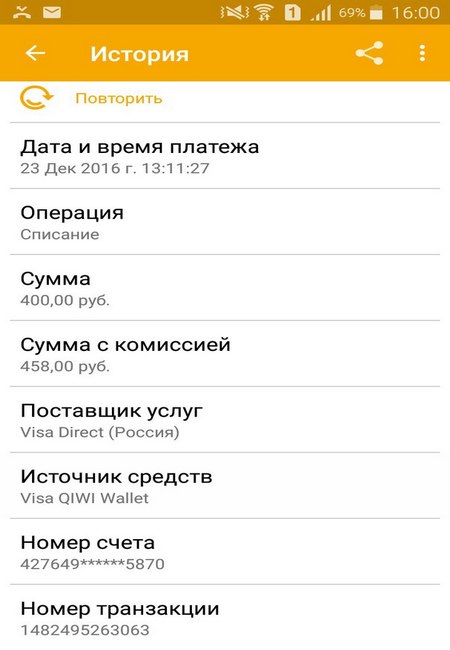 1 69% 16:00
История
Повторить
Дата и время платежа
23 Дек 2016 г. 13:11:27
Операция
Списание
Сумма
400,00 руб.
Сумма с комиссией
458,00 руб.
Поставщик услуг
Visa Direct (Россия)
Источник средств
Visa QIWI Wallet
Номер счета
427649******5870
Номер транзакции
1482495263063